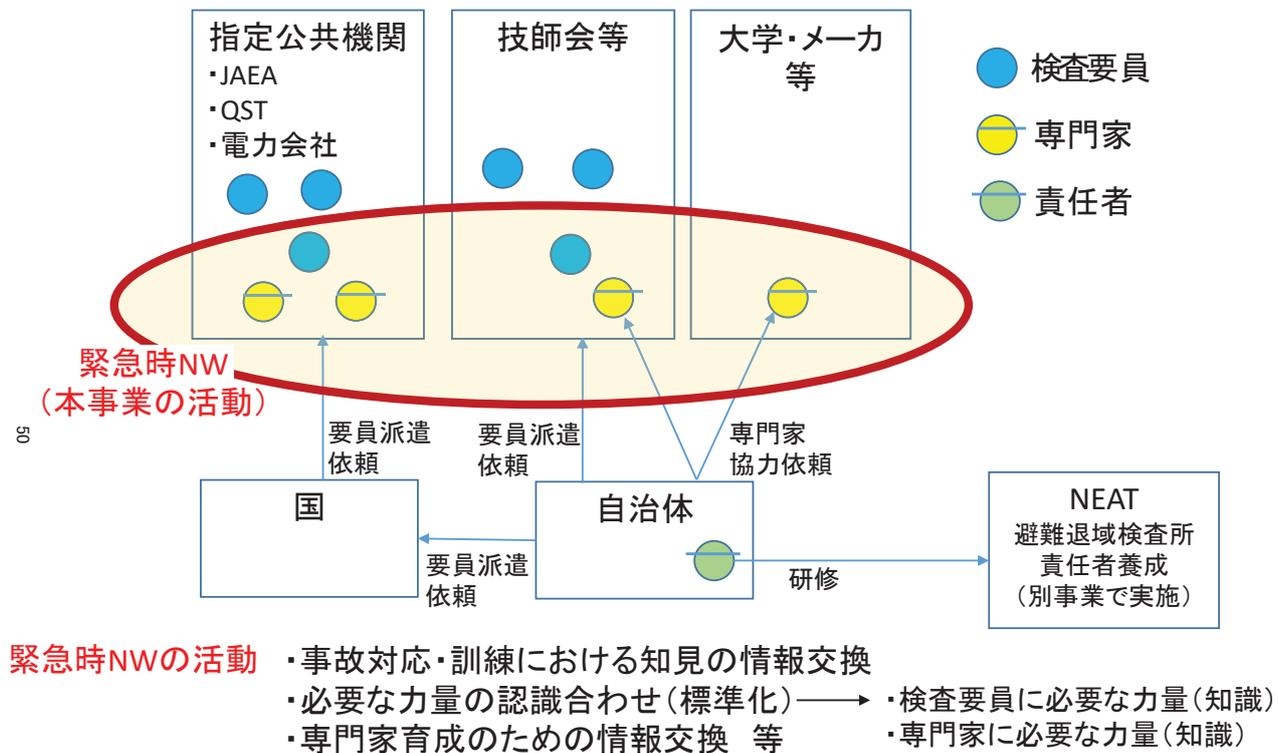 指定公共機関
・JAEA
・QST
・電力会社
技師会等
大学・メーカ
等
検査要員
専門家
責任者
緊急時NW
（本事業の活動）
要員派遣
依頼
要員派遣
依頼
専門家
協力依頼
50
国
自治体
要員派遣
依頼
研修
NEAT
避難退域検査所
責任者養成
（別事業で実施）
緊急時NWの活動 ・事故対応・訓練における知見の情報交換
・必要な力量の認識合わせ（標準化） ・検査要員に必要な力量（知識）
・専門家育成のための情報交換 等 ・専門家に必要な力量（知識）